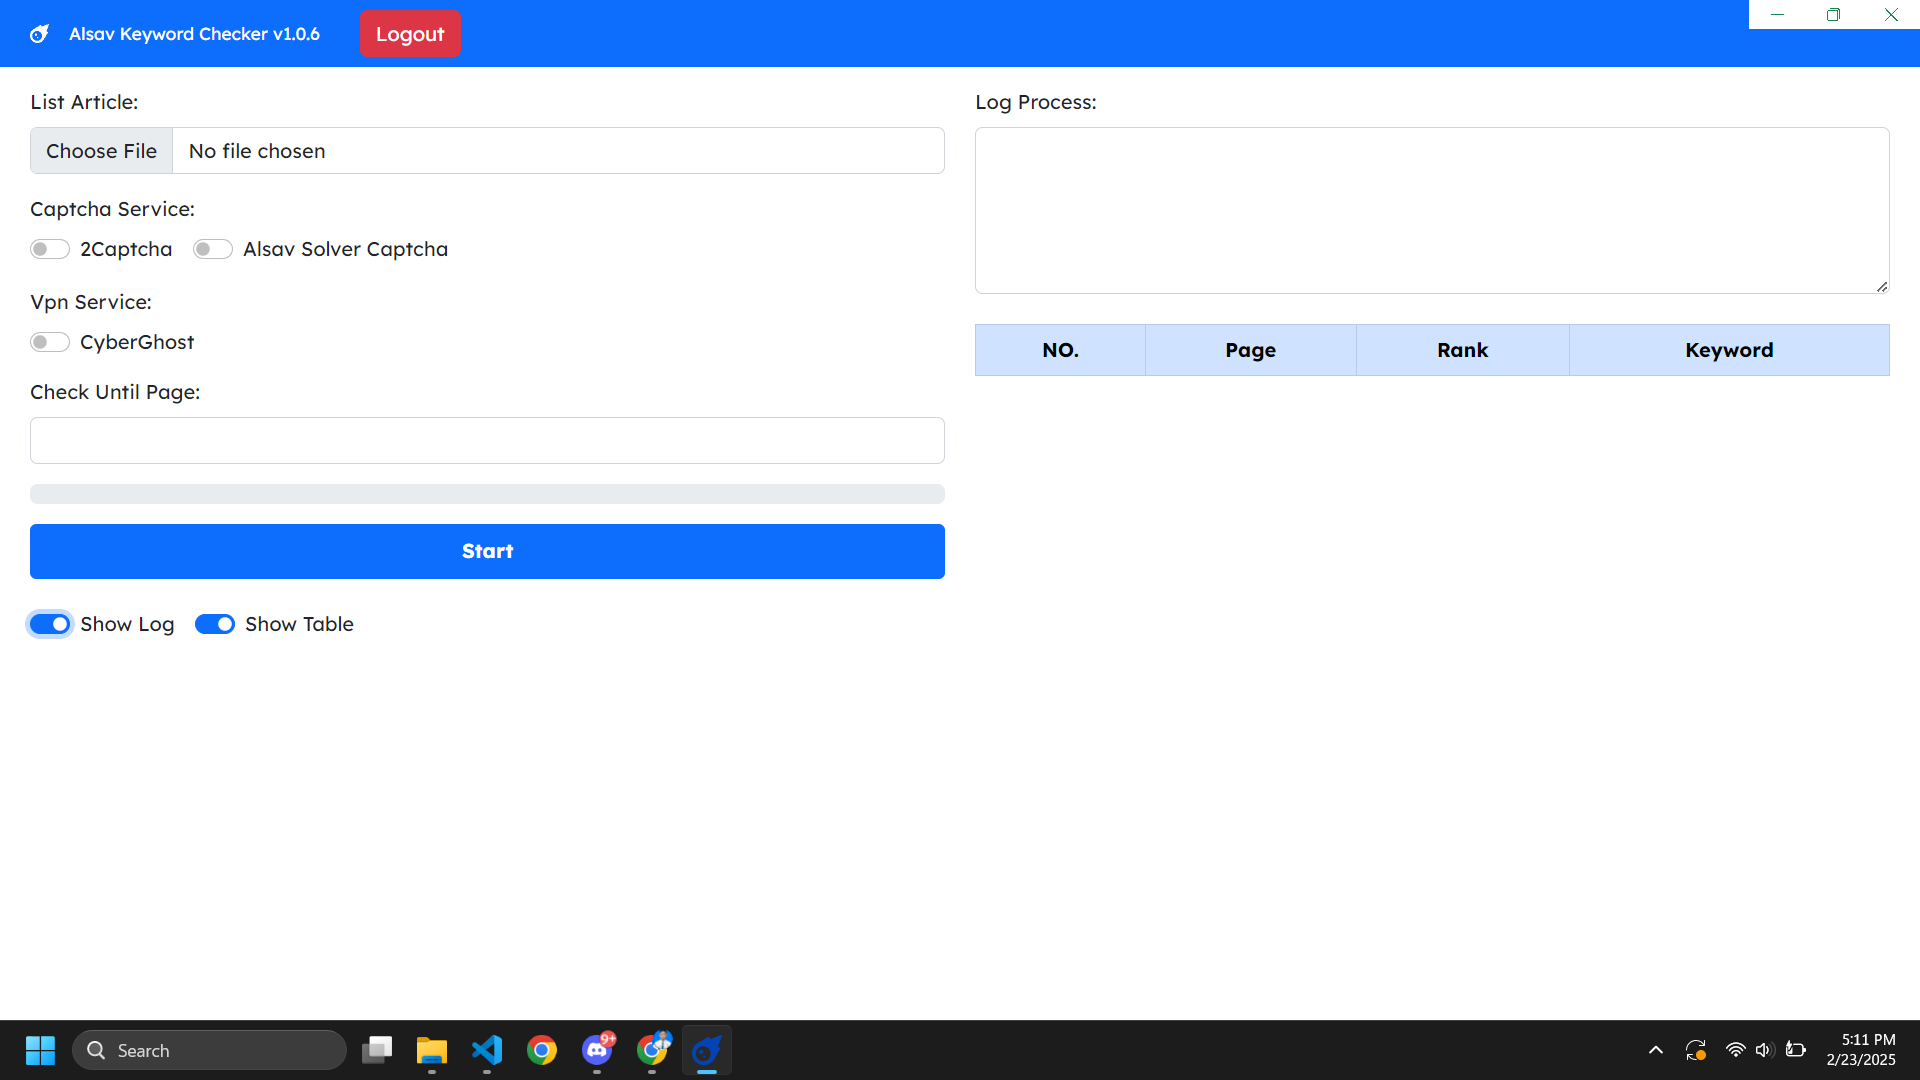 Alsav Keyword Checker v1.0.6
Logout
List Article:
Choose File No file chosen
Captcha Service:
2Captcha Alsav Solver Captcha
Vpn Service:
CyberGhost
Check Until Page:
Start
Show Log Show Table
Log Process:
NO. Page Rank Keyword
Search
9+
5:11 PM
2/23/2025